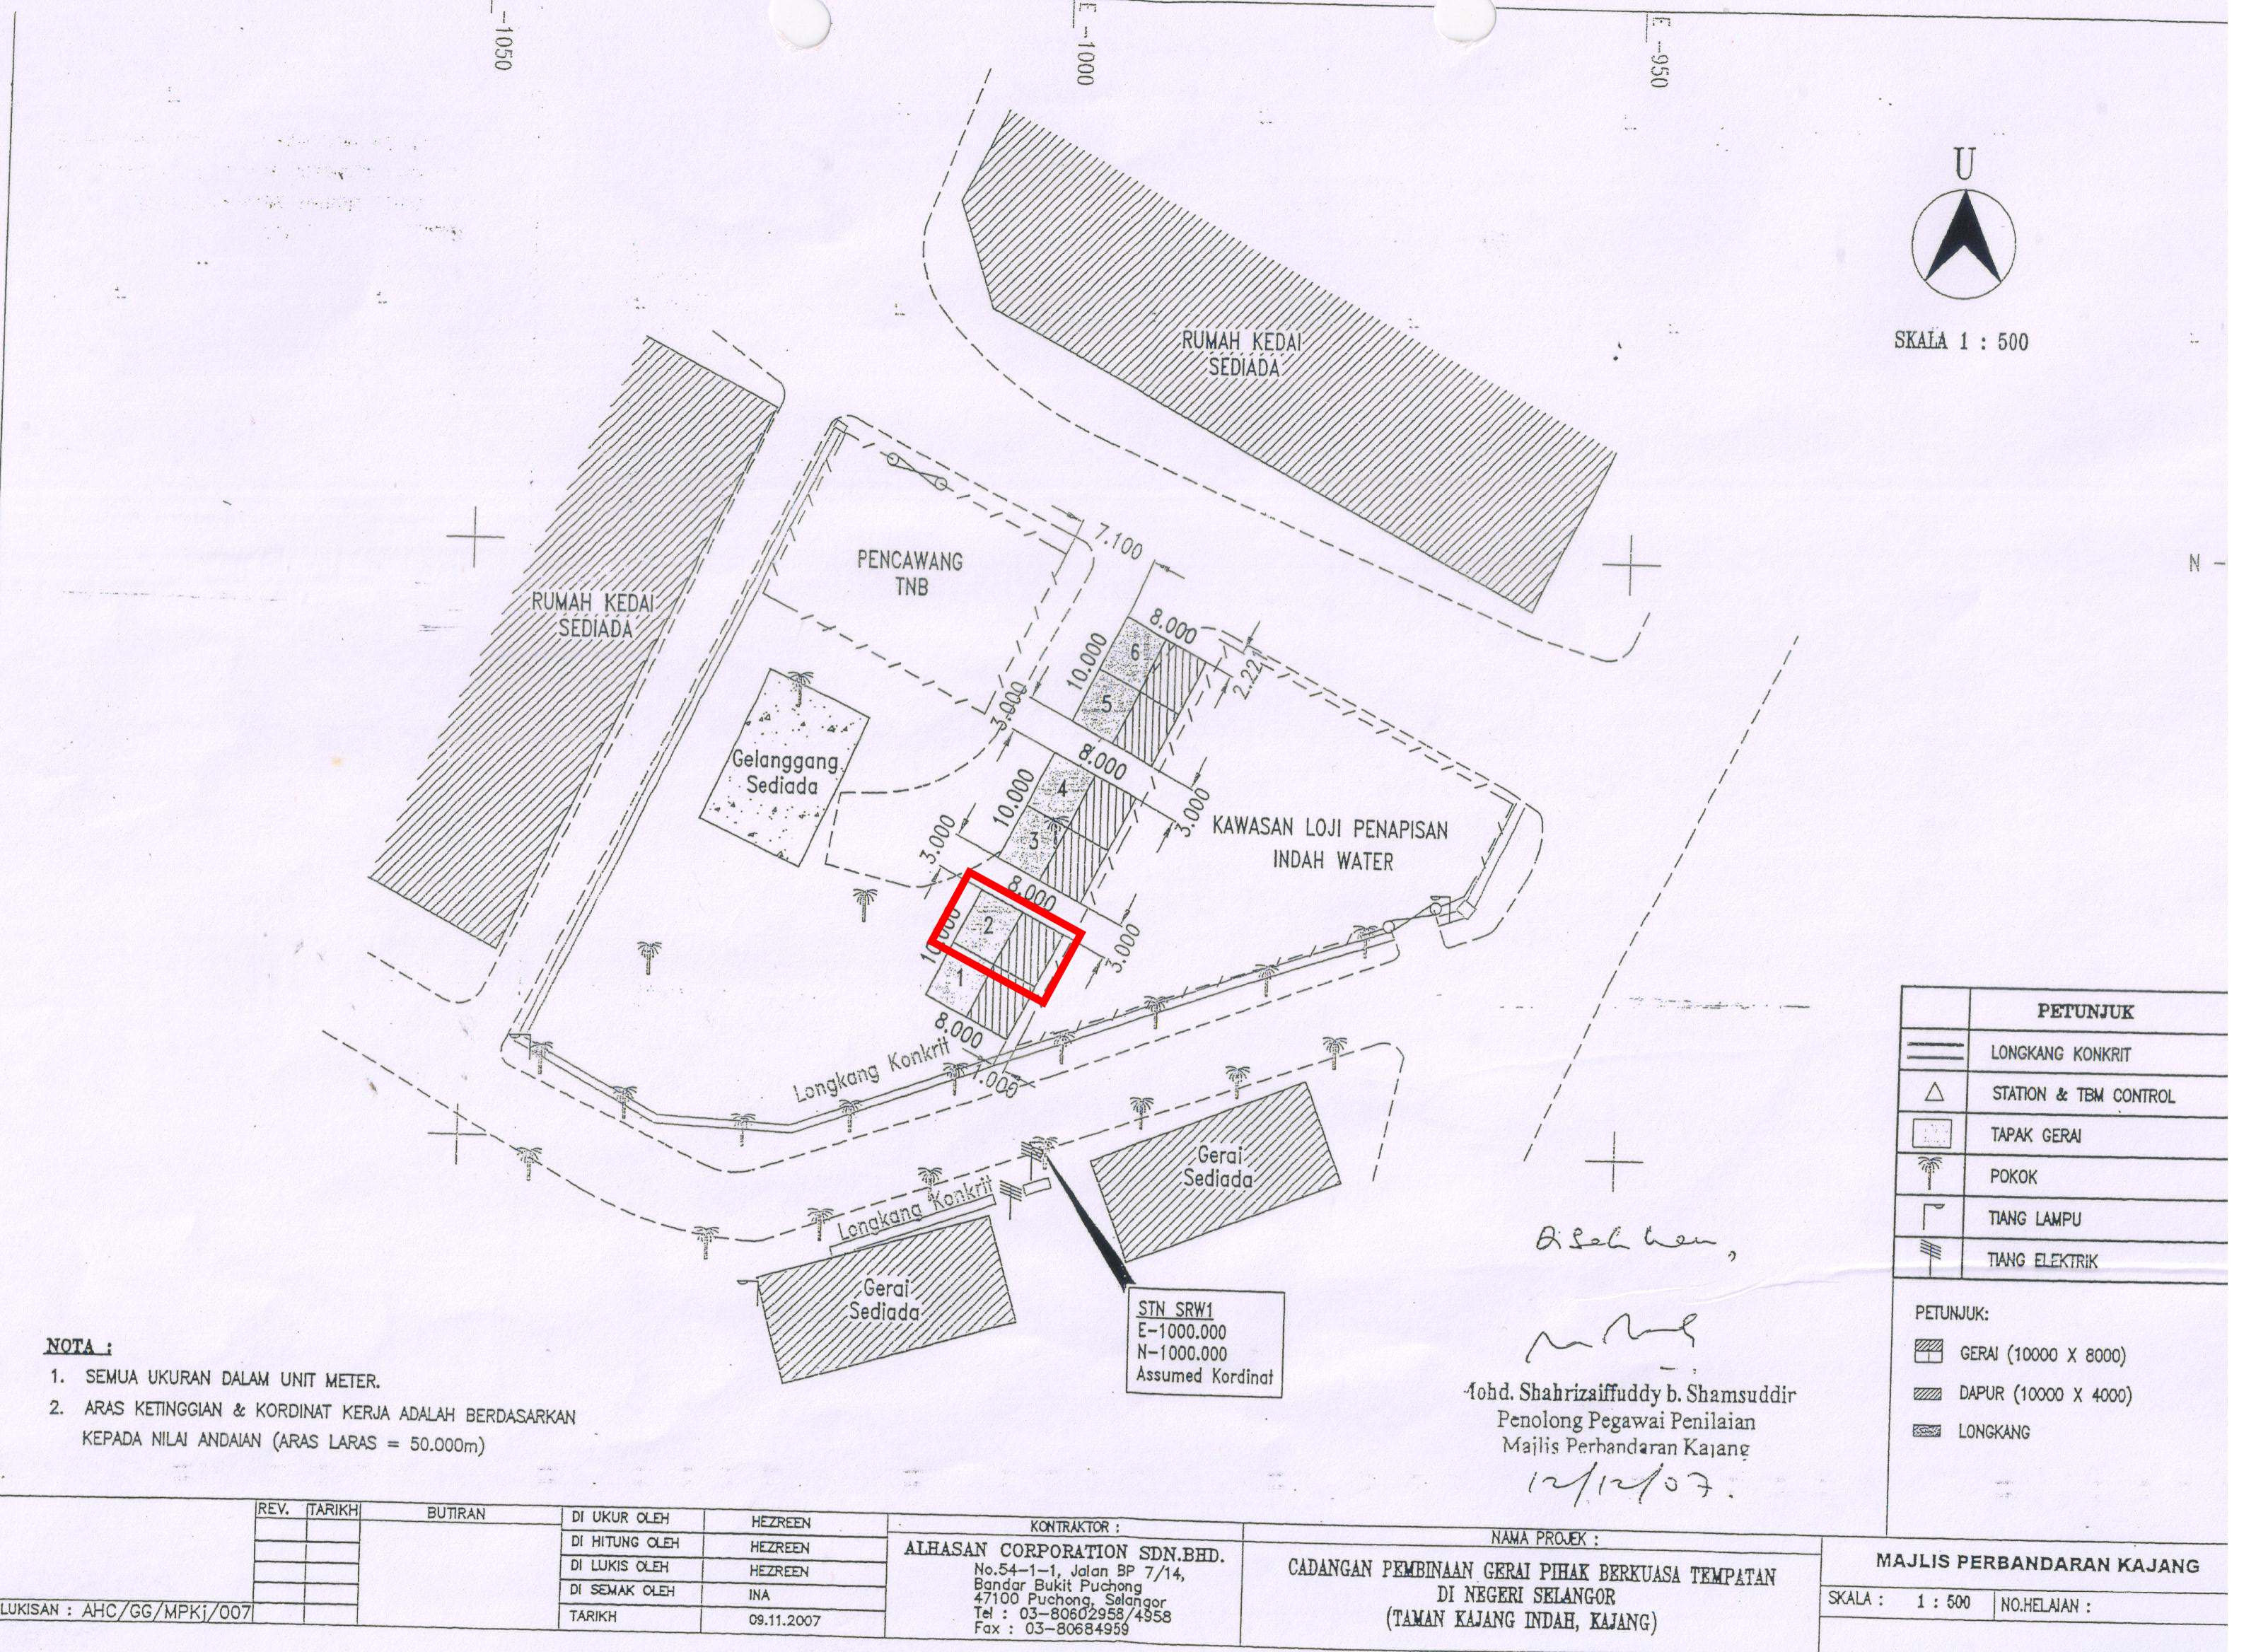 E -1050
E -1000
E -950
U
SKALA 1 : 500
RUMAH KEDAI
SEDIADA
N -
PENCAWANG
TNB
7.100
RUMAH KEDAI
SEDIADA
8.000
10.000
6
5
2.221
3.000
Gelanggang
Sediada
8.000
10.000
4
3
3.000
KAWASAN LOJI PENAPISAN
INDAH WATER
3.000
8.000
2
3.000
1
8.000
Longkang Konkrit
1.000
Gerai
Sediada
Longkang Konkrit
Gerai
Sediada
STN SRW1
E-1000.000
N-1000.000
Assumed Kordinat
PETUNJUK
LONGKANG KONKRIT
STATION & TBM CONTROL
TAPAK GERAI
POKOK
TIANG LAMPU
TIANG ELEKTRIK
PETUNJUK:
GERAI (10000 X 8000)
DAPUR (10000 X 4000)
LONGKANG
Mohd. Shahrizaiffuddy b. Shamsuddir
Penolong Pegawai Penilaian
Majlis Perbandaran Kajang
12/12/07.
NOTA :
1. SEMUA UKURAN DALAM UNIT METER.
2. ARAS KETINGGIAN & KORDINAT KERJA ADALAH BERDASARKAN
KEPADA NILAI ANDAIAN (ARAS LARAS = 50.000m)
LUKISAN : AHC/GG/MPKj/007
REV. TARIKH BUTIRAN
DI UKUR OLEH HEZREEN
DI HITUNG OLEH HEZREEN
DI LUKIS OLEH HEZREEN
DI SEMAK OLEH INA
TARIKH 09.11.2007
KONTRAKTOR :
ALHASAN CORPORATION SDN.BHD.
No.54-1-1, Jalan BP 7/14,
Bandar Bukit Puchong
47100 Puchong, Selangor
Tel : 03-80602958/4958
Fax : 03-80684959
NAMA PROJEK :
CADANGAN PEMBINAAN GERAI PIHAK BERKUASA TEMPATAN
DI NEGERI SELANGOR
(TAMAN KAJANG INDAH, KAJANG)
MAJLIS PERBANDARAN KAJANG
SKALA : 1 : 500 NO.HELAIAN :